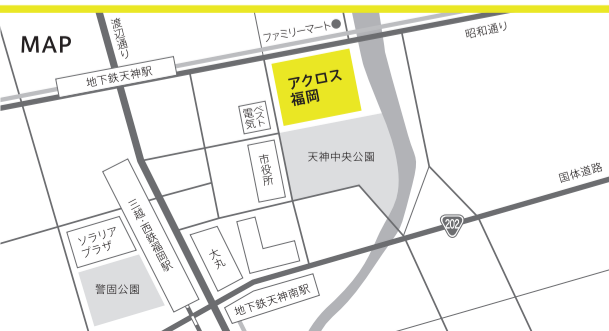 MAP
渡辺通り
ファミリーマート
昭和通り
地下鉄天神駅
アクロス
福岡
ベスト
電気
市役所
天神中央公園
国体道路
202
三越・西鉄福岡駅
ソラリア
プラザ
大丸
警固公園
地下鉄天神南駅